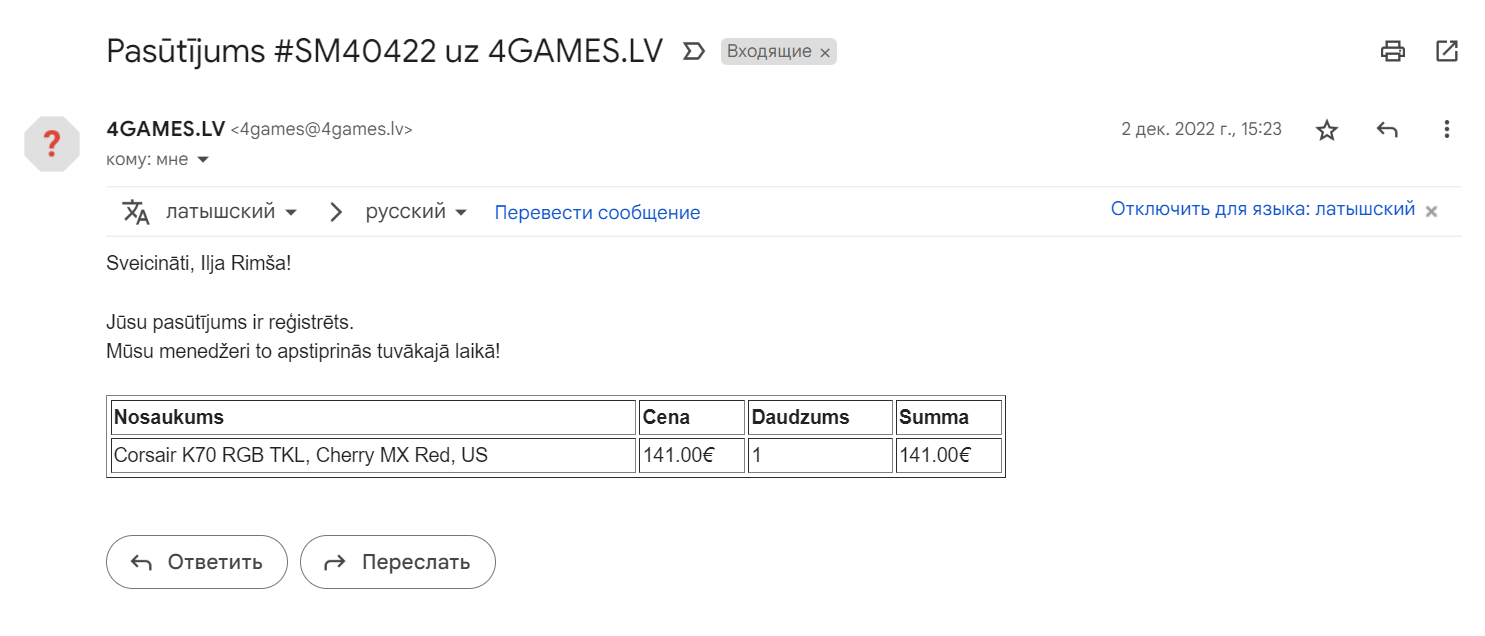 Pasūtījums #SM40422 uz 4GAMES.LV Входящие ×
4GAMES.LV <4games@4games.lv> 2 дек. 2022 г., 15:23
кому: мне
латышский > русский Перевести сообщение Отключить для языка: латышский ×
Sveicināti, Ilja Rimša!
Jūsu pasūtījums ir reģistrēts.
Mūsu menedžeri to apstiprinās tuvākajā laikā!
Nosaukums Cena Daudzums Summa
Corsair K70 RGB TKL, Cherry MX Red, US 141.00€ 1 141.00€
Ответить Переслать